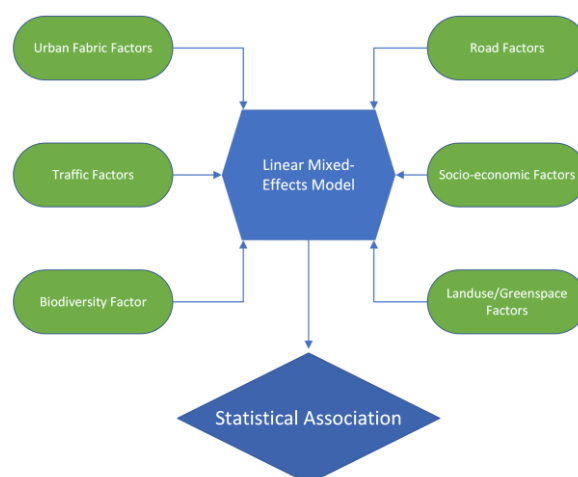 Urban Fabric Factors
Road Factors
Linear Mixed-
Effects Model
Traffic Factors
Socio-economic Factors
Biodiversity Factor
Landuse/Greenspace
Factors
Statistical Association